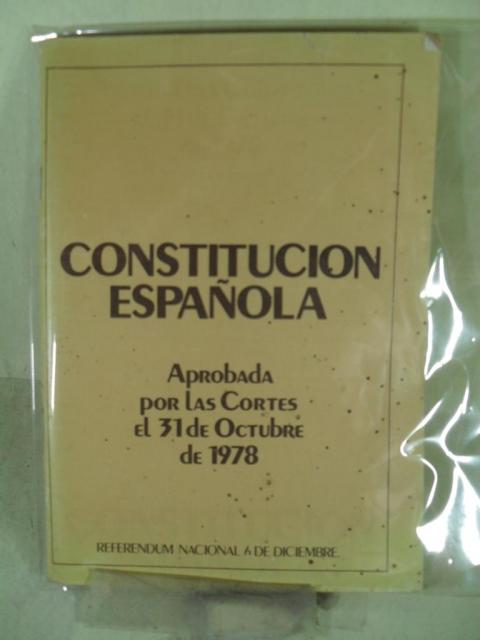 CONSTITUCION
ESPAÑOLA
Aprobada
por las Cortes
el 31 de Octubre
de 1978
REFERENDUM NACIONAL 6 DE DICIEMBRE